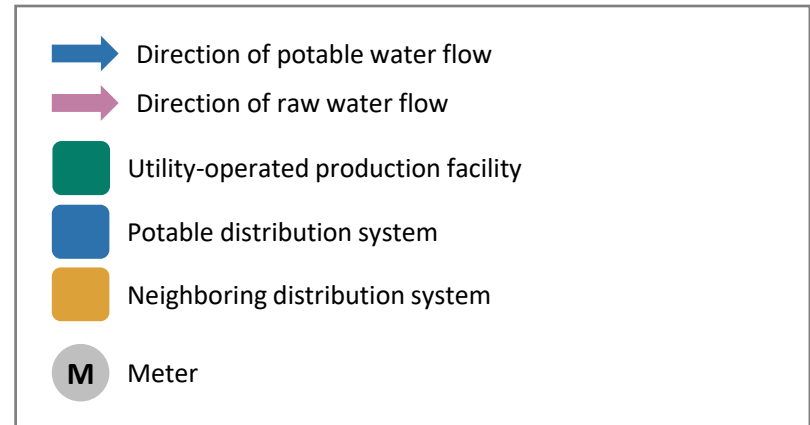 Direction of potable water flow
Direction of raw water flow
Utility-operated production facility
Potable distribution system
Neighboring distribution system
M Meter